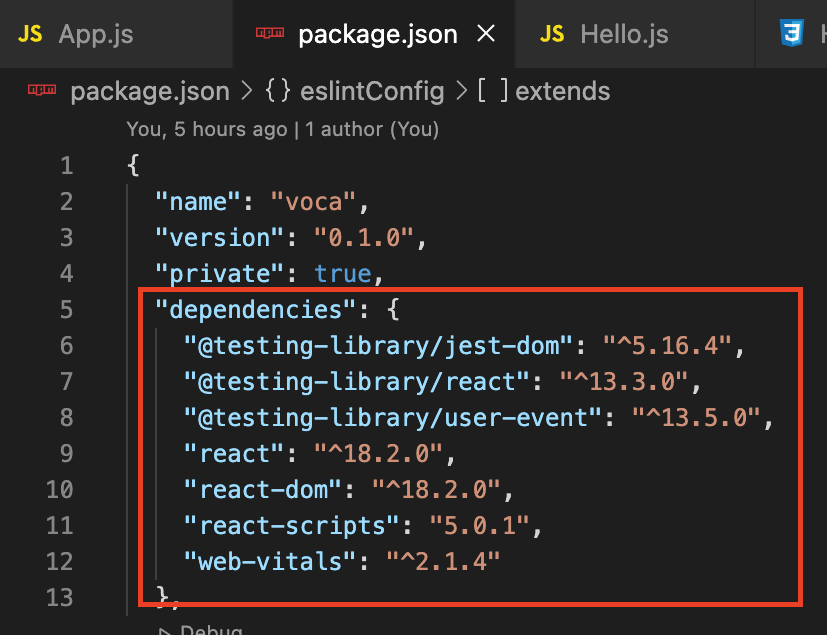 JS App.js package.json × JS Hello.js
package.json > {} eslintConfig > [ ] extends
You, 5 hours ago | 1 author (You)
1 {
2 "name": "voca",
3 "version": "0.1.0",
4 "private": true,
5 "dependencies": {
6 "@testing-library/jest-dom": "^5.16.4",
7 "@testing-library/react": "^13.3.0",
8 "@testing-library/user-event": "^13.5.0",
9 "react": "^18.2.0",
10 "react-dom": "^18.2.0",
11 "react-scripts": "5.0.1",
12 "web-vitals": "^2.1.4"
13 },
▷ Debug